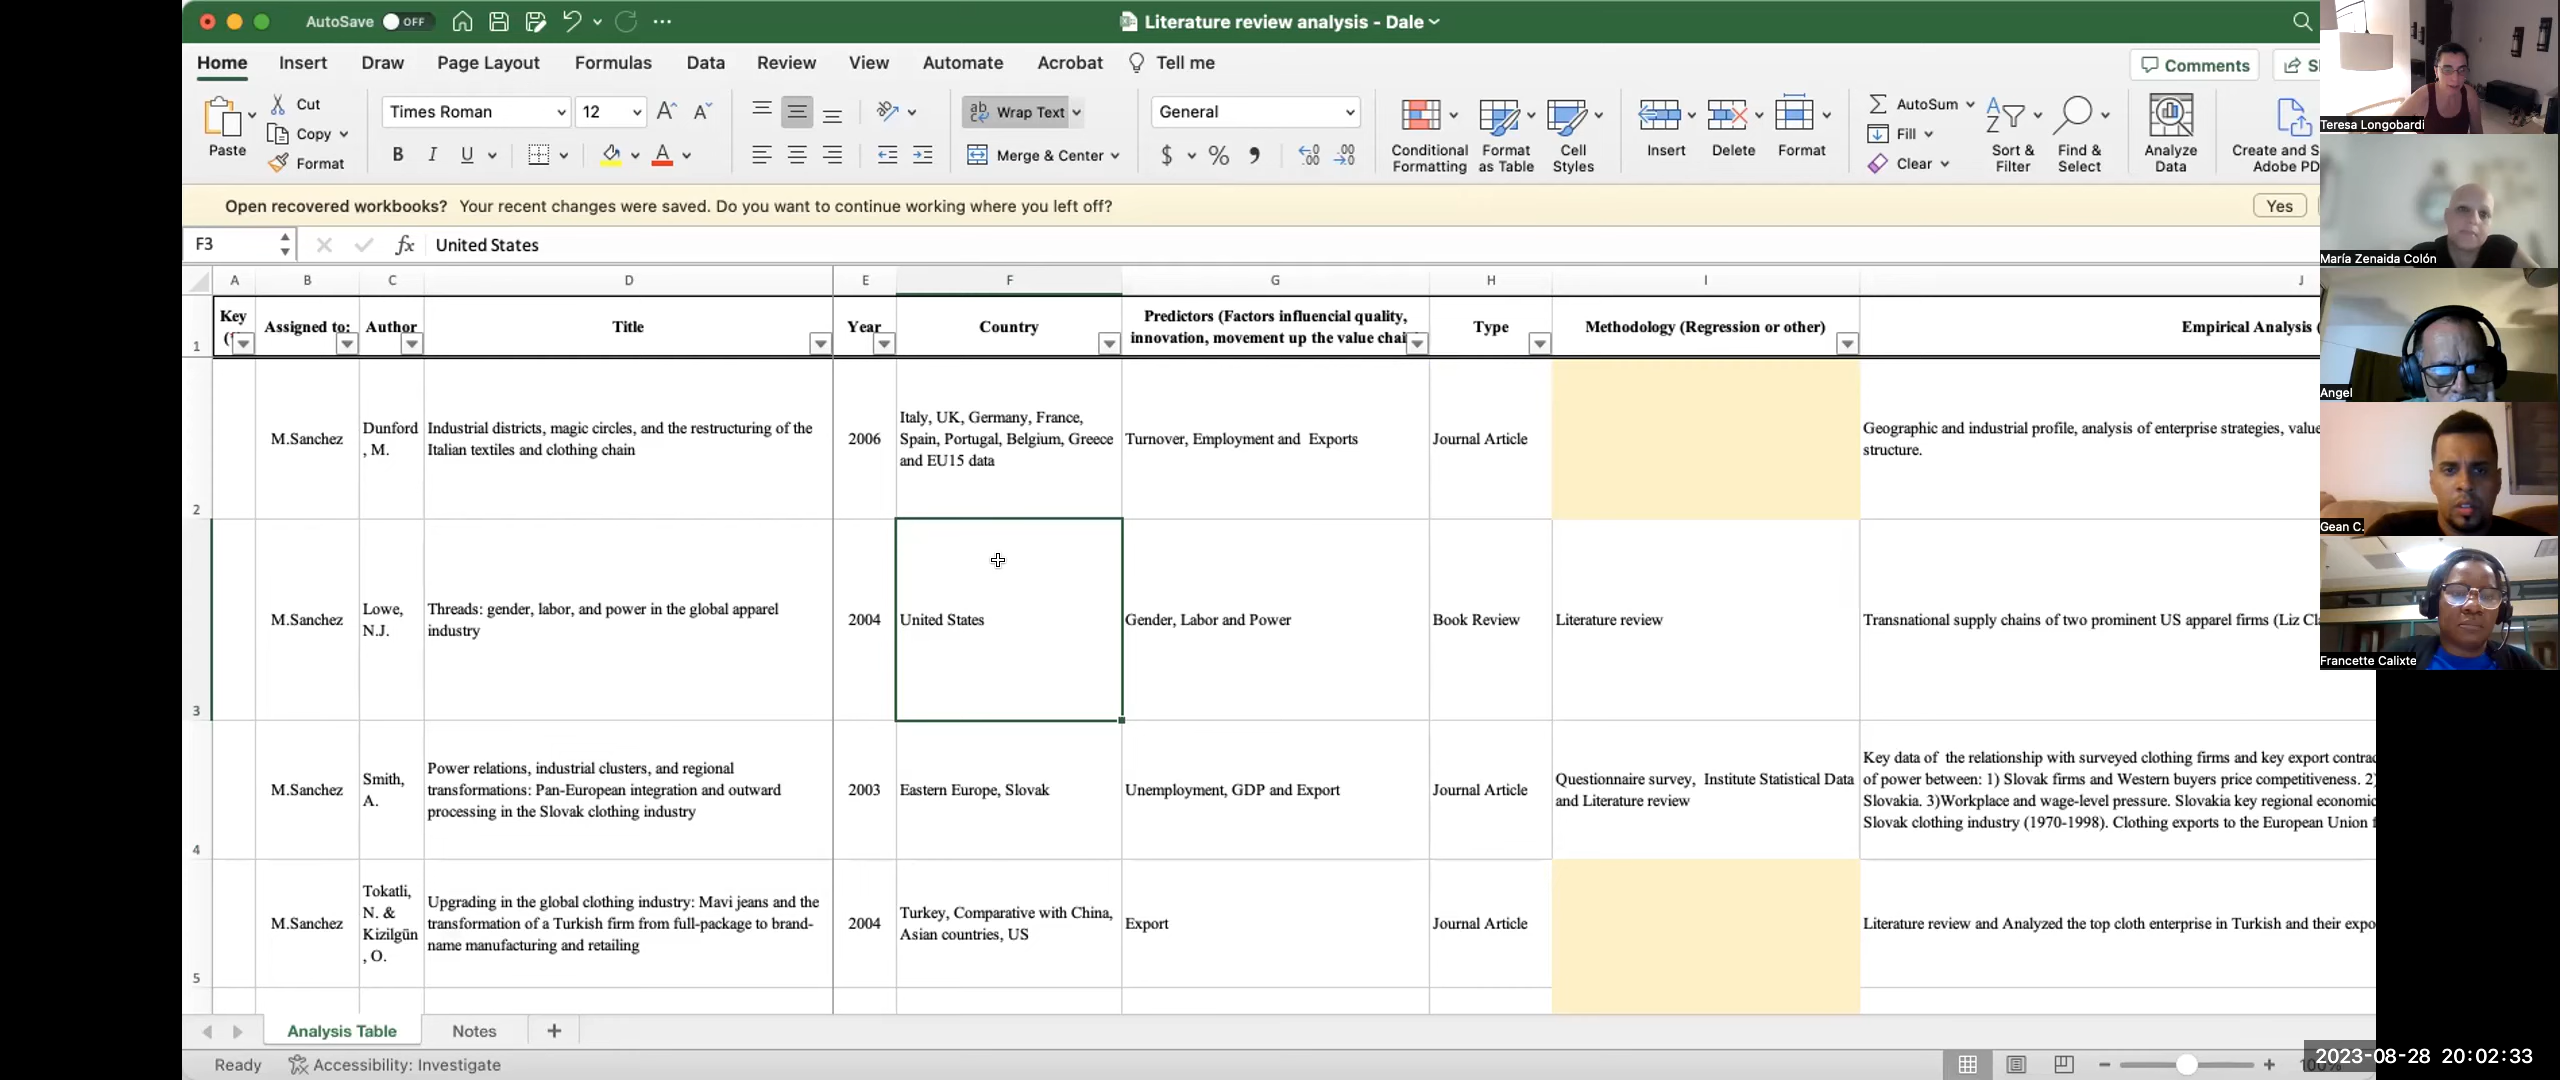 AutoSave OFF
Literature review analysis - Dale
Home Insert Draw Page Layout Formulas Data Review View Automate Acrobat Tell me
Comments
Paste
Cut
Copy
Format
Times Roman 12
B I U
Wrap Text
Merge & Center
General
$ % 9
Conditional
Formatting
Format
as Table
Cell
Styles
Insert Delete Format
AutoSum
Fill
Clear
Sort &
Filter
Find &
Select
Analyze
Data
Create and S
Adobe PD
Open recovered workbooks? Your recent changes were saved. Do you want to continue working where you left off?
Yes
F3 fx United States
A B C D E F G H I J
1
Key
Assigned to:
Author
Title
Year
Country
Predictors (Factors influencial quality,
innovation, movement up the value chai
Type
Methodology (Regression or other)
Empirical Analysis (
2
M.Sanchez
Dunford
, M.
Industrial districts, magic circles, and the restructuring of the
Italian textiles and clothing chain
2006
Italy, UK, Germany, France,
Spain, Portugal, Belgium, Greece
and EU15 data
Turnover, Employment and Exports
Journal Article
Geographic and industrial profile, analysis of enterprise strategies, value
structure.
3
M.Sanchez
Lowe,
N.J.
Threads: gender, labor, and power in the global apparel
industry
2004
United States
Gender, Labor and Power
Book Review
Literature review
Transnational supply chains of two prominent US apparel firms (Liz Cl
4
M.Sanchez
Smith,
A.
Power relations, industrial clusters, and regional
transformations: Pan-European integration and outward
processing in the Slovak clothing industry
2003
Eastern Europe, Slovak
Unemployment, GDP and Export
Journal Article
Questionnaire survey, Institute Statistical Data
and Literature review
Key data of the relationship with surveyed clothing firms and key export contrac
of power between: 1) Slovak firms and Western buyers price competitiveness. 2)
Slovakia. 3)Workplace and wage-level pressure. Slovakia key regional economic
Slovak clothing industry (1970-1998). Clothing exports to the European Union
5
M.Sanchez
Tokatli,
N. &
Kizilgün
, O.
Upgrading in the global clothing industry: Mavi jeans and the
transformation of a Turkish firm from full-package to brand-
name manufacturing and retailing
2004
Turkey, Comparative with China,
Asian countries, US
Export
Journal Article
Literature review and Analyzed the top cloth enterprise in Turkish and their expo
Analysis Table Notes +
Ready Accessibility: Investigate
Teresa Longobardi
María Zenaida Colón
Angel
Gean C.
Francette Calixte
2023-08-28 20:02:33